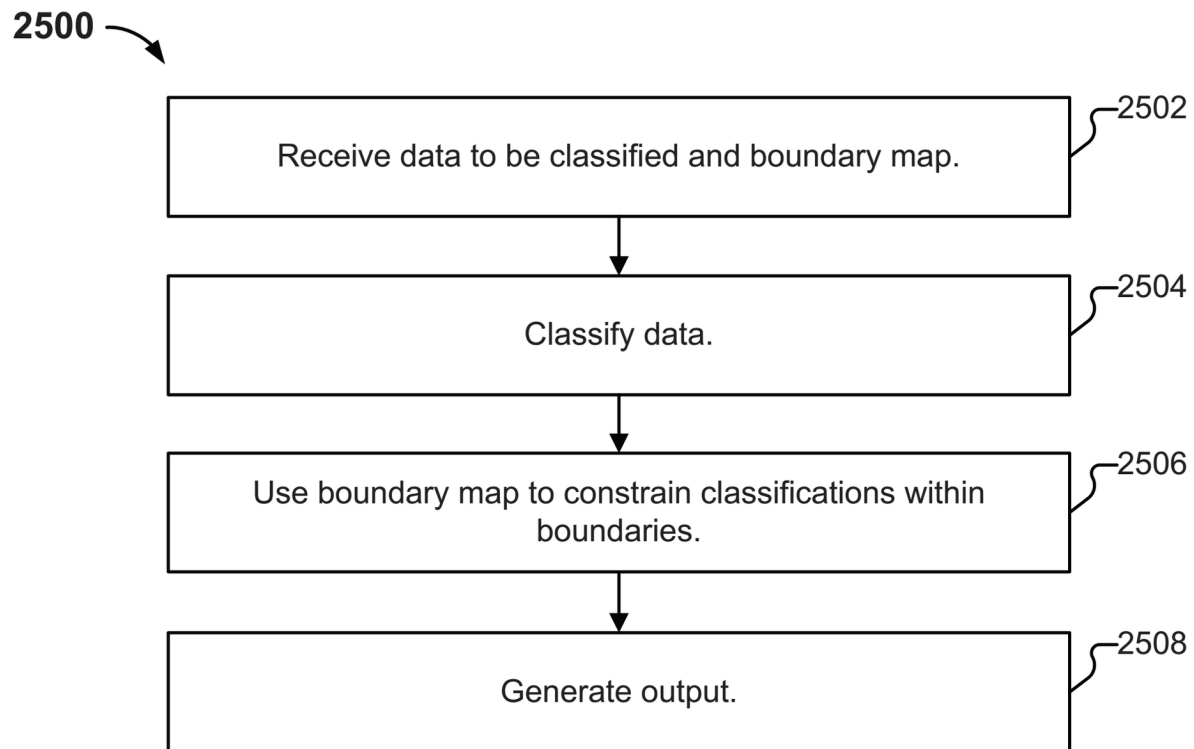 2500
2502
Receive data to be classified and boundary map.
2504
Classify data.
2506
Use boundary map to constrain classifications within
boundaries.
2508
Generate output.